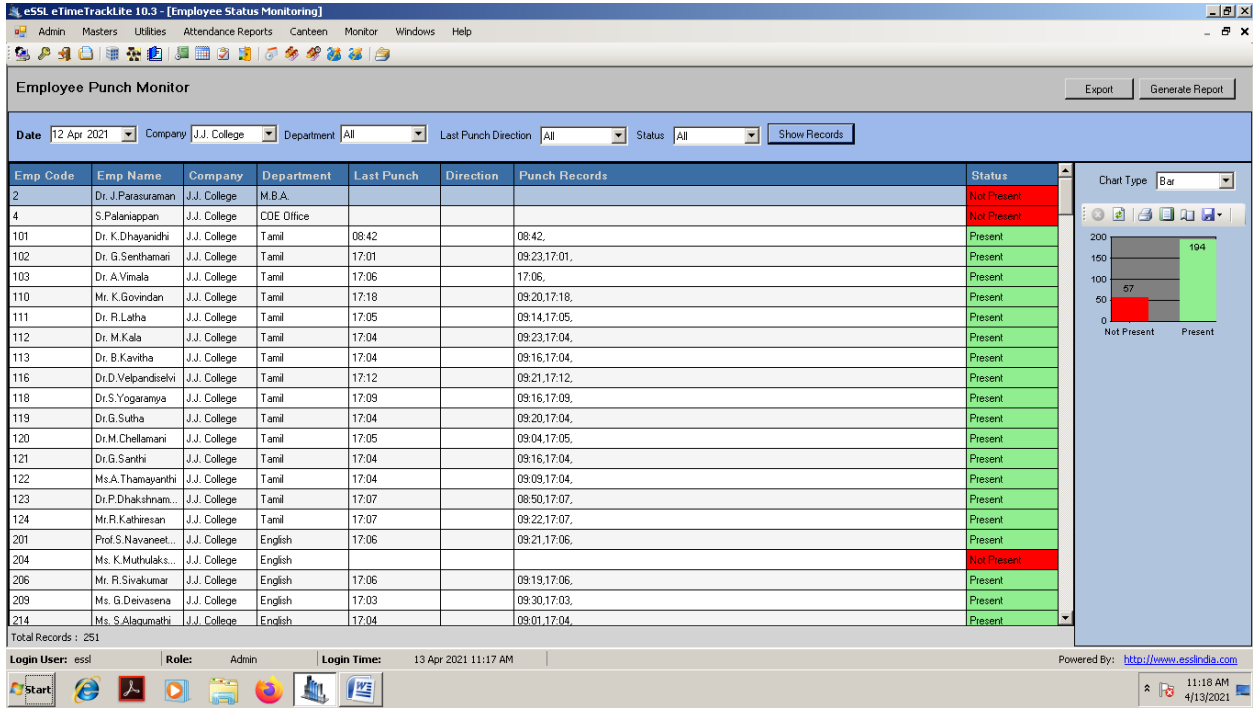 eSSL eTimeTrackLite 10.3 - [Employee Status Monitoring]
Admin Masters Utilities Attendance Reports Canteen Monitor Windows Help
Employee Punch Monitor Export Generate Report
Date 12 Apr 2021 Company J.J. College Department All Last Punch Direction All Status All Show Records
Emp Code Emp Name Company Department Last Punch Direction Punch Records Status
2 Dr. J.Parasuraman J.J. College M.B.A. Not Present
4 S.Palaniappan J.J. College COE Office Not Present
101 Dr. K.Dhayanidhi J.J. College Tamil 08:42 08:42, Present
102 Dr. G.Senthamari J.J. College Tamil 17:01 09:23,17:01, Present
103 Dr. A.Vimala J.J. College Tamil 17:06 17:06, Present
110 Mr. K.Govindan J.J. College Tamil 17:18 09:20,17:18, Present
111 Dr. R.Latha J.J. College Tamil 17:05 09:14,17:05, Present
112 Dr. M.Kala J.J. College Tamil 17:04 09:23,17:04, Present
113 Dr. B.Kavitha J.J. College Tamil 17:04 09:16,17:04, Present
116 Dr.D.Velpandiselvi J.J. College Tamil 17:12 09:21,17:12, Present
118 Dr.S.Yogaramya J.J. College Tamil 17:09 09:16,17:09, Present
119 Dr.G.Sutha J.J. College Tamil 17:04 09:20,17:04, Present
120 Dr.M.Chellamani J.J. College Tamil 17:05 09:04,17:05, Present
121 Dr.G.Santhi J.J. College Tamil 17:04 09:16,17:04, Present
122 Ms.A.Thamayanthi J.J. College Tamil 17:04 09:09,17:04, Present
123 Dr.P.Dhakshnam... J.J. College Tamil 17:07 08:50,17:07, Present
124 Mr.R.Kathiresan J.J. College Tamil 17:07 09:22,17:07, Present
201 Prof.S.Navaneet... J.J. College English 17:06 09:21,17:06, Present
204 Ms. K.Muthulaks... J.J. College English Not Present
206 Mr. R.Sivakumar J.J. College English 17:06 09:19,17:06, Present
209 Ms. G.Deivasena J.J. College English 17:03 09:30,17:03, Present
214 Ms. S.Alagumathi J.J. College English 17:04 09:01,17:04, Present
Chart Type Bar
200
150
100
50
0
57
194
Not Present Present
Total Records : 251
Login User: essl Role: Admin Login Time: 13 Apr 2021 11:17 AM Powered By: http://www.esslindia.com
Start
11:18 AM
4/13/2021